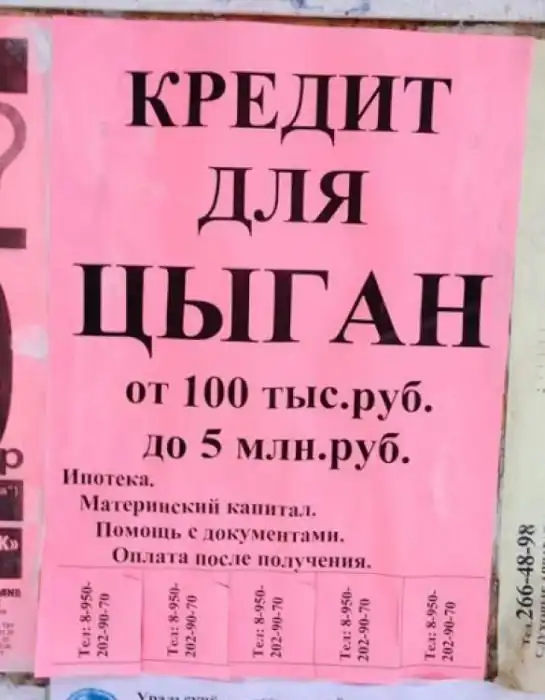 КРЕДИТ
ДЛЯ
ЦЫГАН
от 100 тыс.руб.
до 5 млн.руб.
Ипотека.
Материнский капитал.
Помощь с документами.
Оплата после получения.
Тел: 8-950-
202-90-70
Тел: 8-950-
202-90-70
Тел: 8-950-
202-90-70
Тел: 8-950-
202-90-70
Тел: 8-950-
202-90-70
р
К»
Тел. 266-48-98